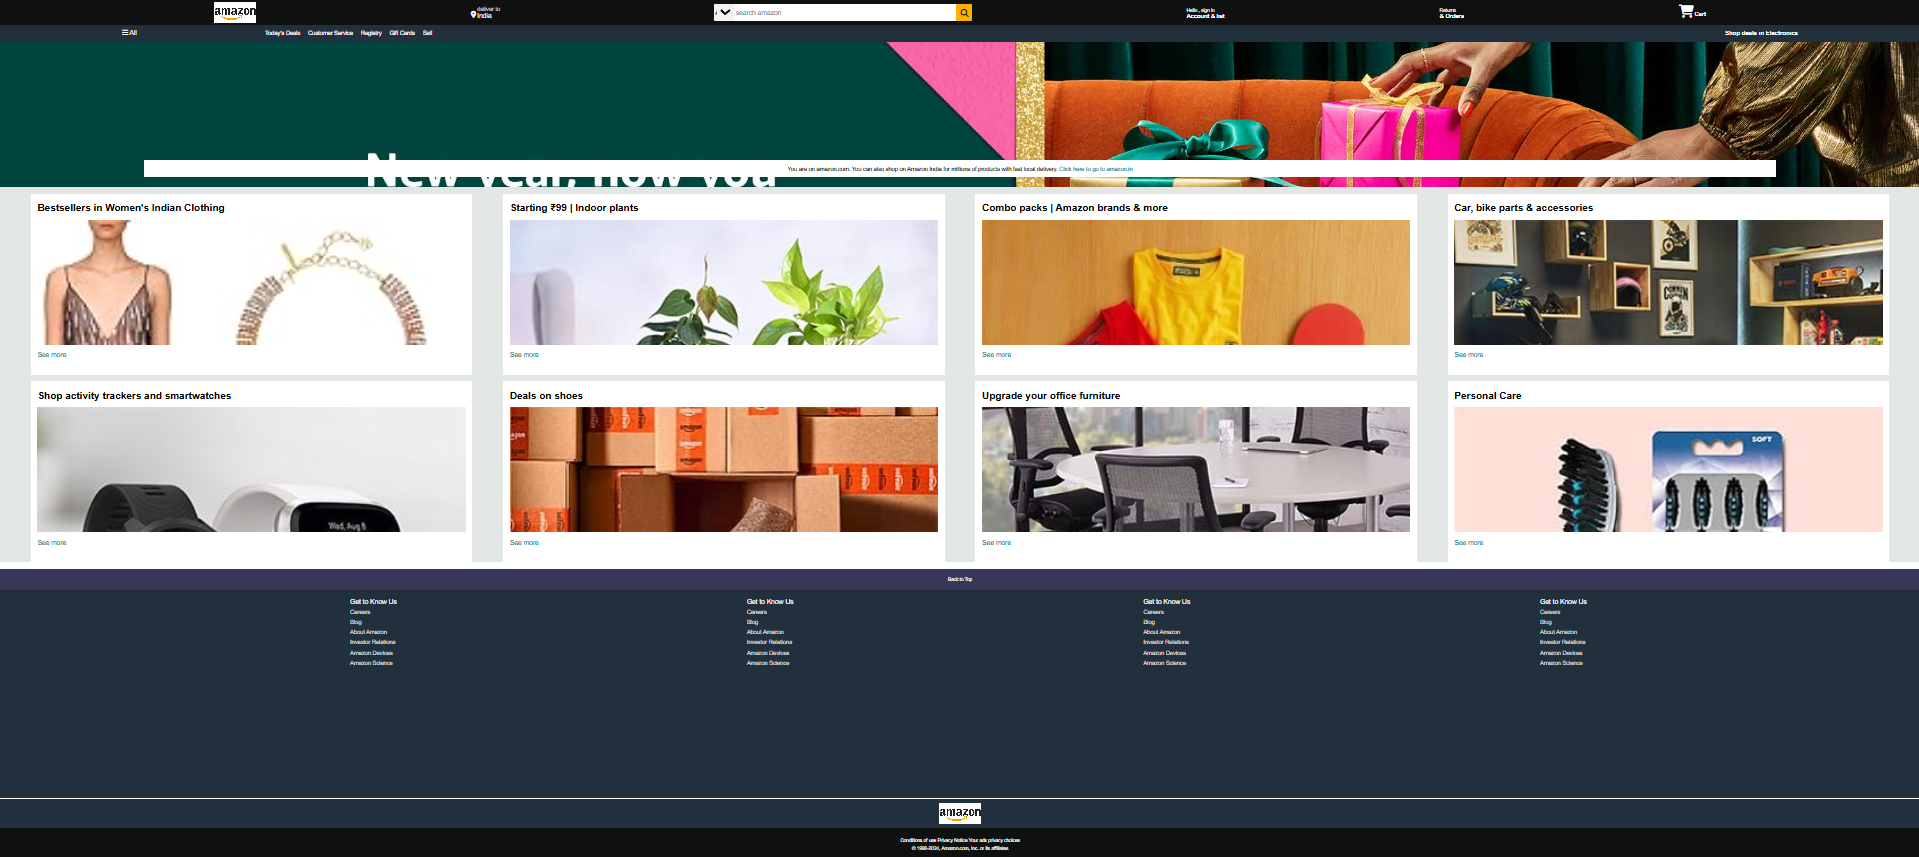 amazon
deliver to
India
search amazon
Hello , sign in
Account & list
Returns
& Orders
Cart
All
Today's Deals
Customer Service
Registry
Gift Cards
Sell
Shop deals in Electronics
New year, now you
You are on amazon.com. You can also shop on Amazon India for millions of products with fast local delivery. Click here to go to amazon.in
Bestsellers in Women's Indian Clothing
See more
Starting ₹99 | Indoor plants
See more
Combo packs | Amazon brands & more
See more
Car, bike parts & accessories
COMMON
BOSCH
See more
Shop activity trackers and smartwatches
Wed, Aug 8
See more
Deals on shoes
amazon
See more
Upgrade your office furniture
See more
Personal Care
SOFT
See more
Back to Top
Get to Know Us
Careers
Blog
About Amazon
Investor Relations
Amazon Devices
Amazon Science
Get to Know Us
Careers
Blog
About Amazon
Investor Relations
Amazon Devices
Amazon Science
Get to Know Us
Careers
Blog
About Amazon
Investor Relations
Amazon Devices
Amazon Science
Get to Know Us
Careers
Blog
About Amazon
Investor Relations
Amazon Devices
Amazon Science
amazon
Conditions of use Privacy Notice Your ads privacy choices
© 1996-2024, Amazon.com, Inc. or its affiliates